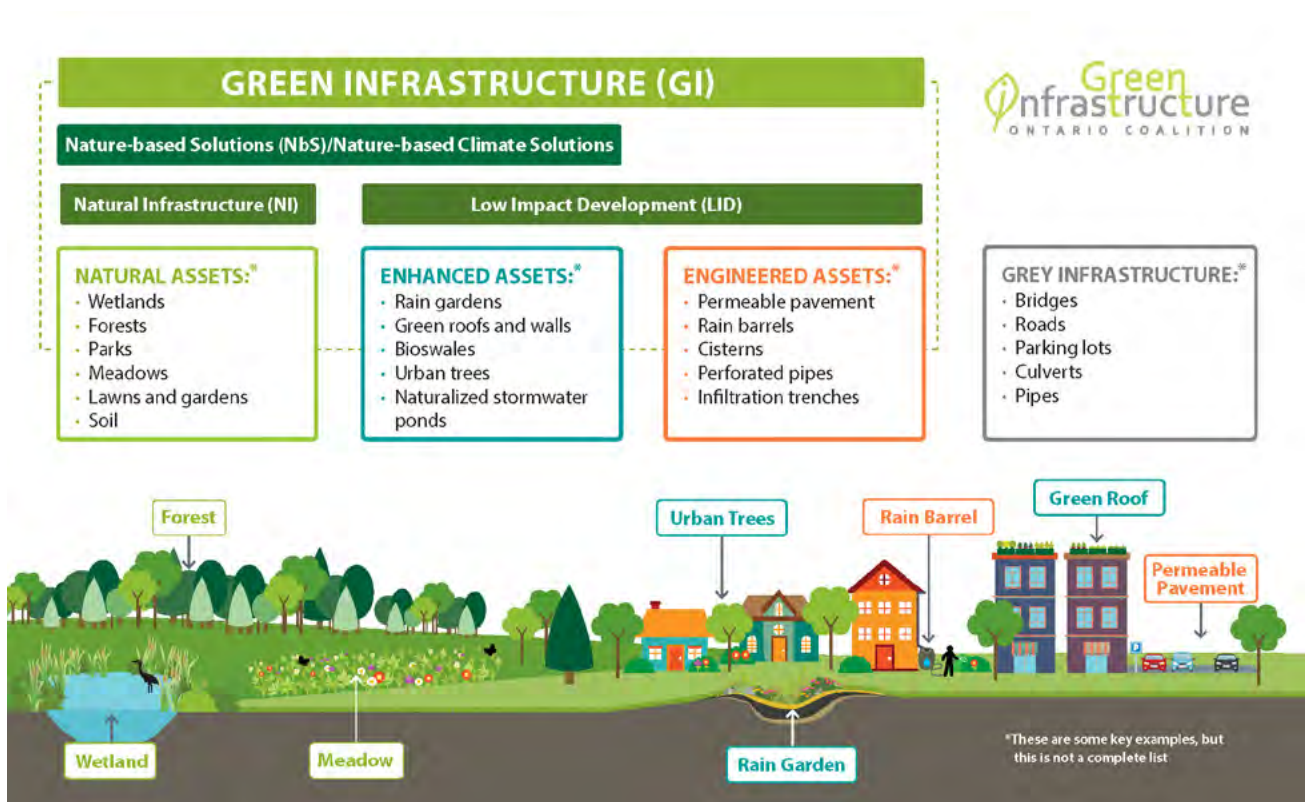 GREEN INFRASTRUCTURE (GI)
Green
infrastructure
ONTARIO COALITION
Nature-based Solutions (NbS)/Nature-based Climate Solutions
Natural Infrastructure (NI)
Low Impact Development (LID)
NATURAL ASSETS:*
• Wetlands
• Forests
• Parks
• Meadows
• Lawns and gardens
• Soil
ENHANCED ASSETS:*
• Rain gardens
• Green roofs and walls
• Bioswales
• Urban trees
• Naturalized stormwater
ponds
ENGINEERED ASSETS:*
• Permeable pavement
• Rain barrels
• Cisterns
• Perforated pipes
• Infiltration trenches
GREY INFRASTRUCTURE:*
• Bridges
• Roads
• Parking lots
• Culverts
• Pipes
Forest
Urban Trees
Rain Barrel
Green Roof
Permeable
Pavement
P
Wetland
Meadow
Rain Garden
*These are some key examples, but
this is not a complete list